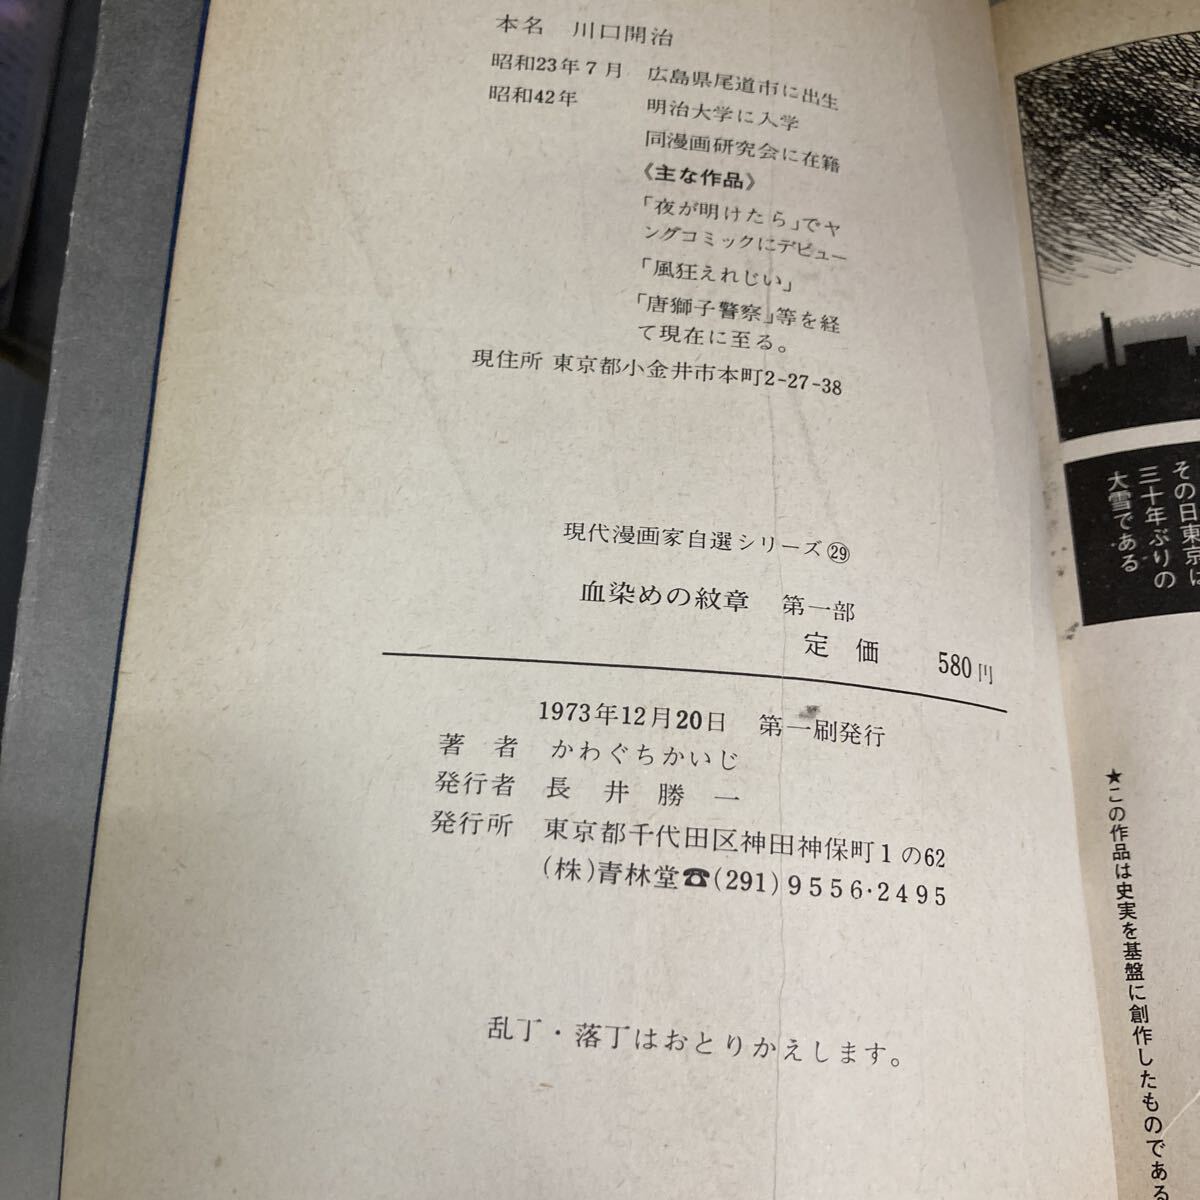 本名 川口開治
昭和23年7月 広島県尾道市に出生
昭和42年 明治大学に入学
同漫画研究会に在籍
《主な作品》
「夜が明けたら」でヤ
ングコミックにデビュー
「風狂えれじい」
「唐獅子警察」等を経
て現在に至る。
現住所 東京都小金井市本町2-27-38
現代漫画家自選シリーズ㉙
血染めの紋章 第一部
定価 580円
1973年12月20日 第一刷発行
著者 かわぐちかいじ
発行者 長井勝一
発行所 東京都千代田区神田神保町1の62
(株)青林堂☎(291)9556・2495
乱丁・落丁はおとりかえします。
その日東京は
三十年ぶりの
大雪である
★この作品は史実を基盤に創作したものである